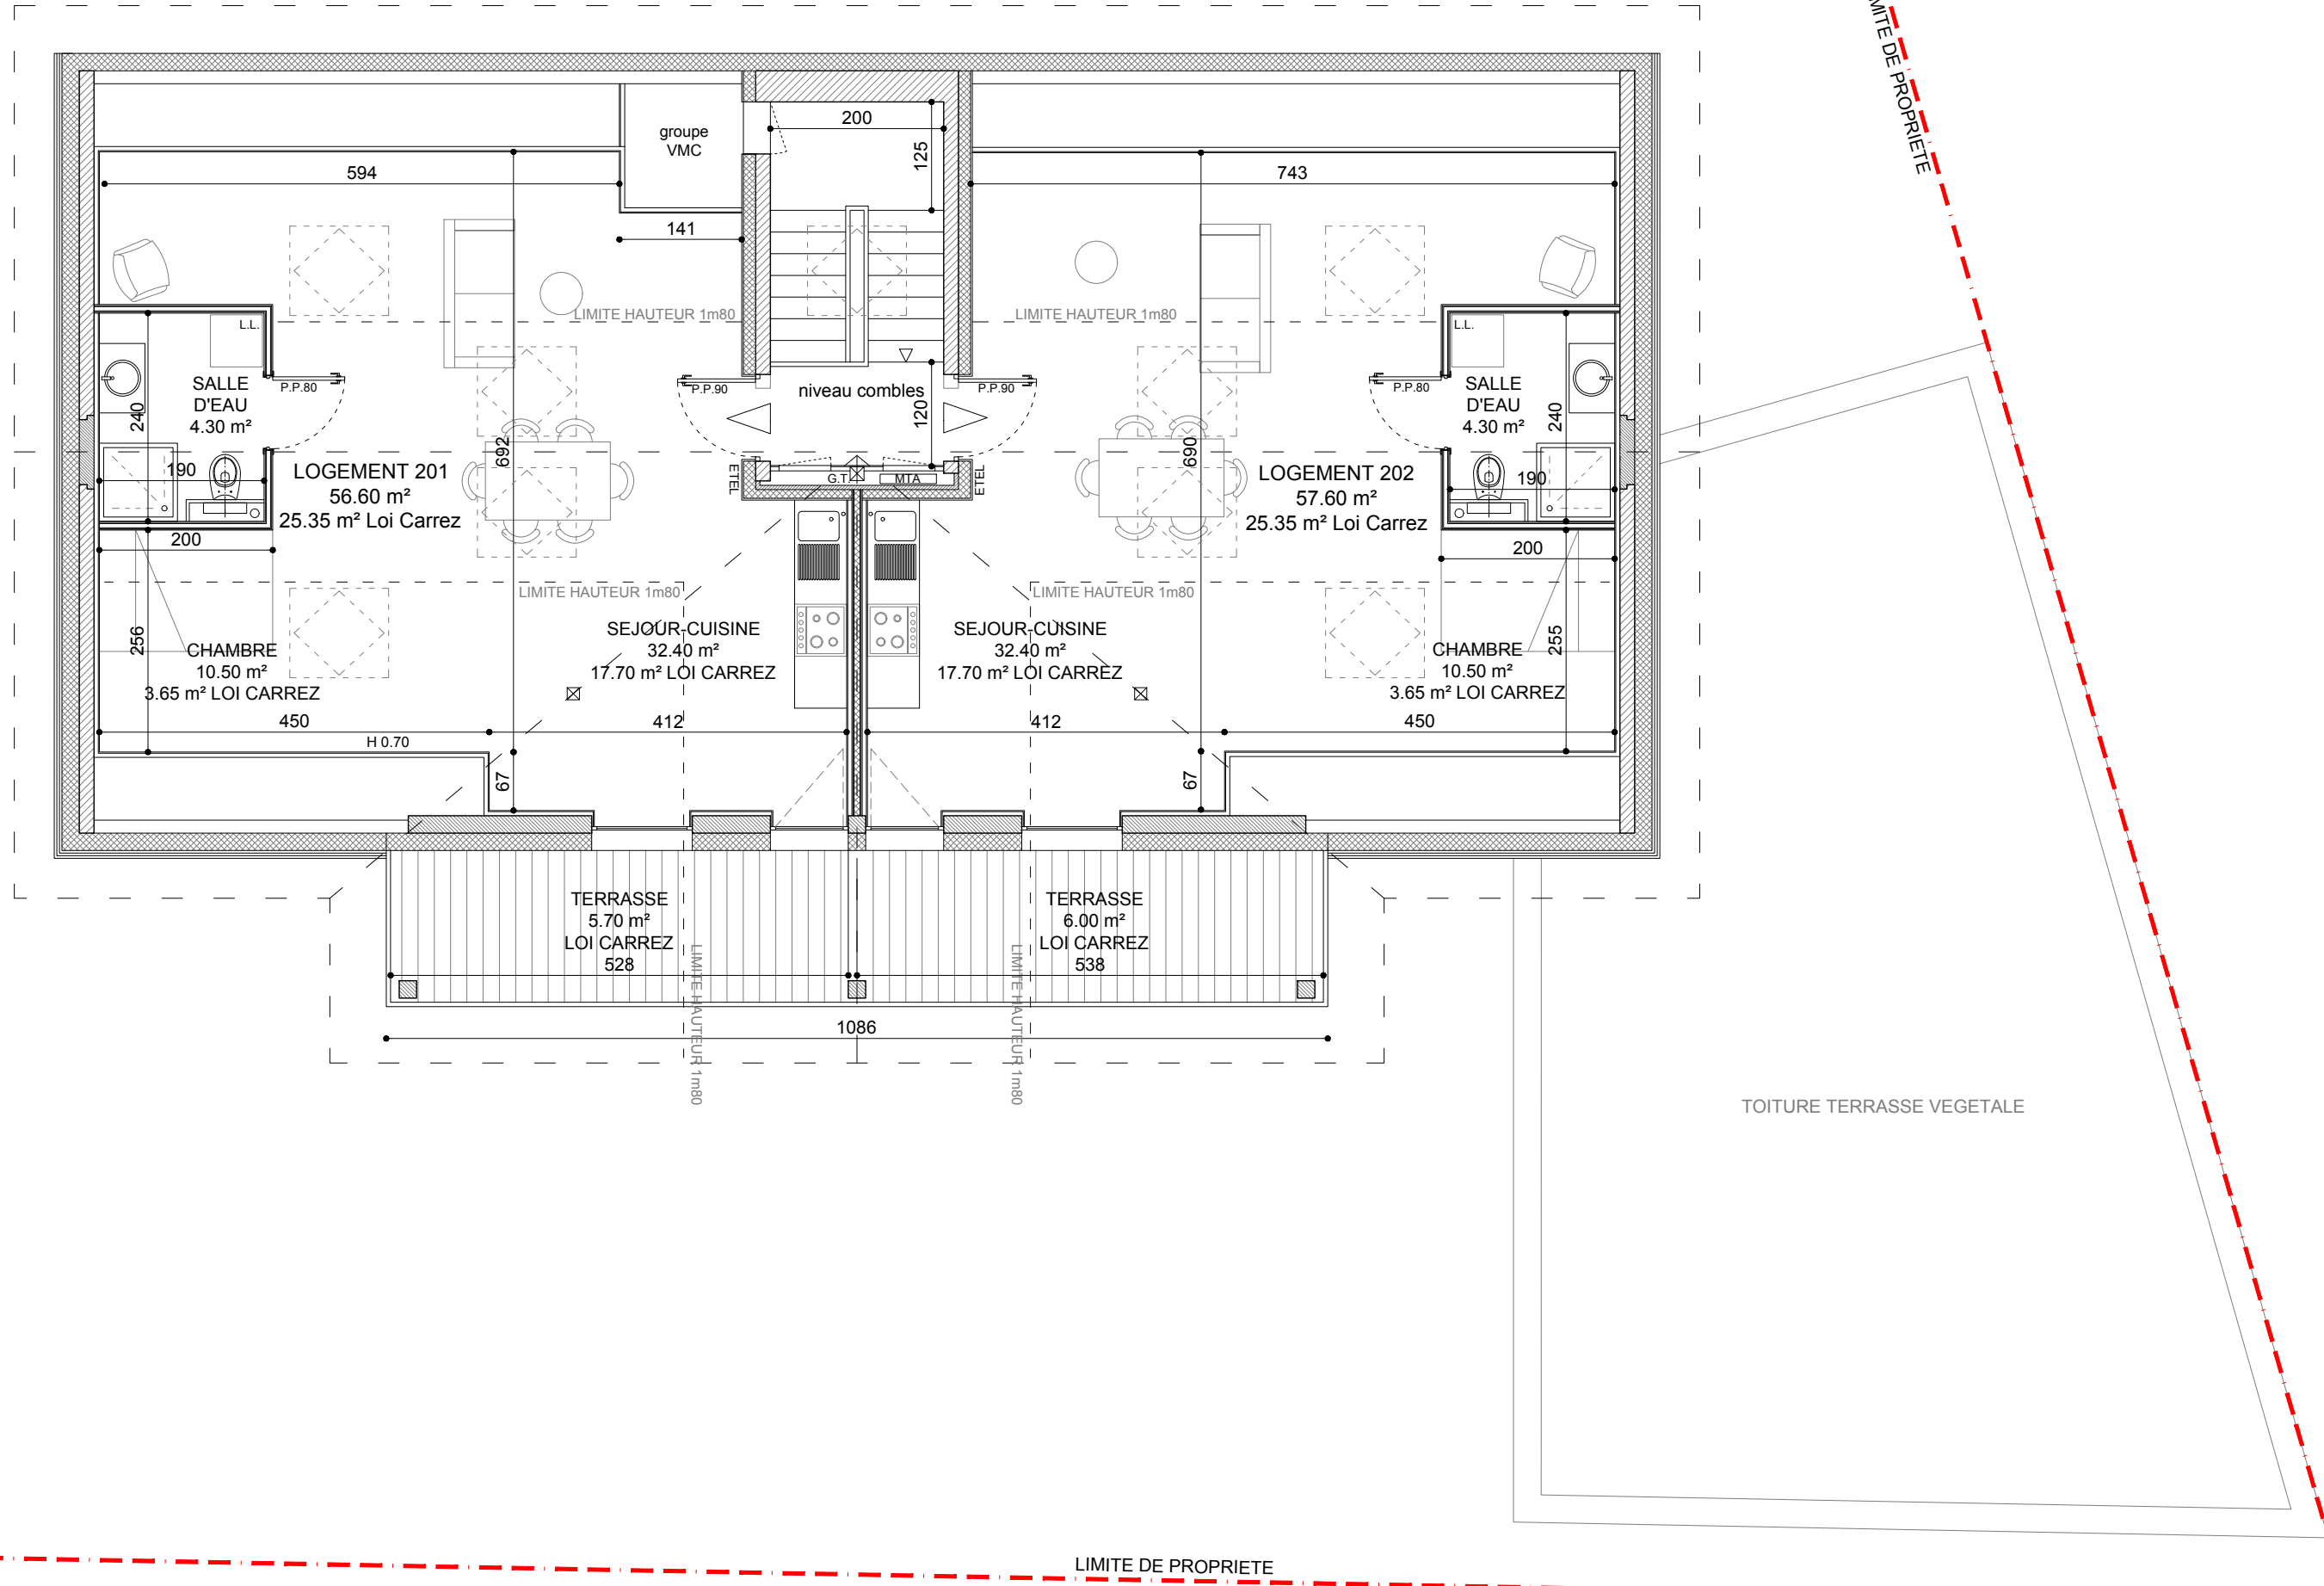 LIMITE DE PROPRIETE
200
groupe
VMC
125
594
743
141
LIMITE HAUTEUR 1m80
LIMITE HAUTEUR 1m80
L.L.
L.L.
SALLE
D'EAU
4.30 m²
P.P.80
P.P.90
niveau combles
P.P.90
P.P.80
SALLE
D'EAU
4.30 m²
240
120
240
692
690
190
LOGEMENT 201
56.60 m²
25.35 m² Loi Carrez
ETEL
G.T.
MTA
ETEL
LOGEMENT 202
57.60 m²
25.35 m² Loi Carrez
190
200
200
LIMITE HAUTEUR 1m80
LIMITE HAUTEUR 1m80
256
CHAMBRE
10.50 m²
3.65 m² LOI CARREZ
SEJOUR-CUISINE
32.40 m²
17.70 m² LOI CARREZ
SEJOUR-CUISINE
32.40 m²
17.70 m² LOI CARREZ
255
CHAMBRE
10.50 m²
3.65 m² LOI CARREZ
450
412
412
450
H 0.70
67
67
TERRASSE
5.70 m²
LOI CARREZ
528
TERRASSE
6.00 m²
LOI CARREZ
538
LIMITE HAUTEUR 1m80
LIMITE HAUTEUR 1m80
1086
TOITURE TERRASSE VEGETALE
LIMITE DE PROPRIETE